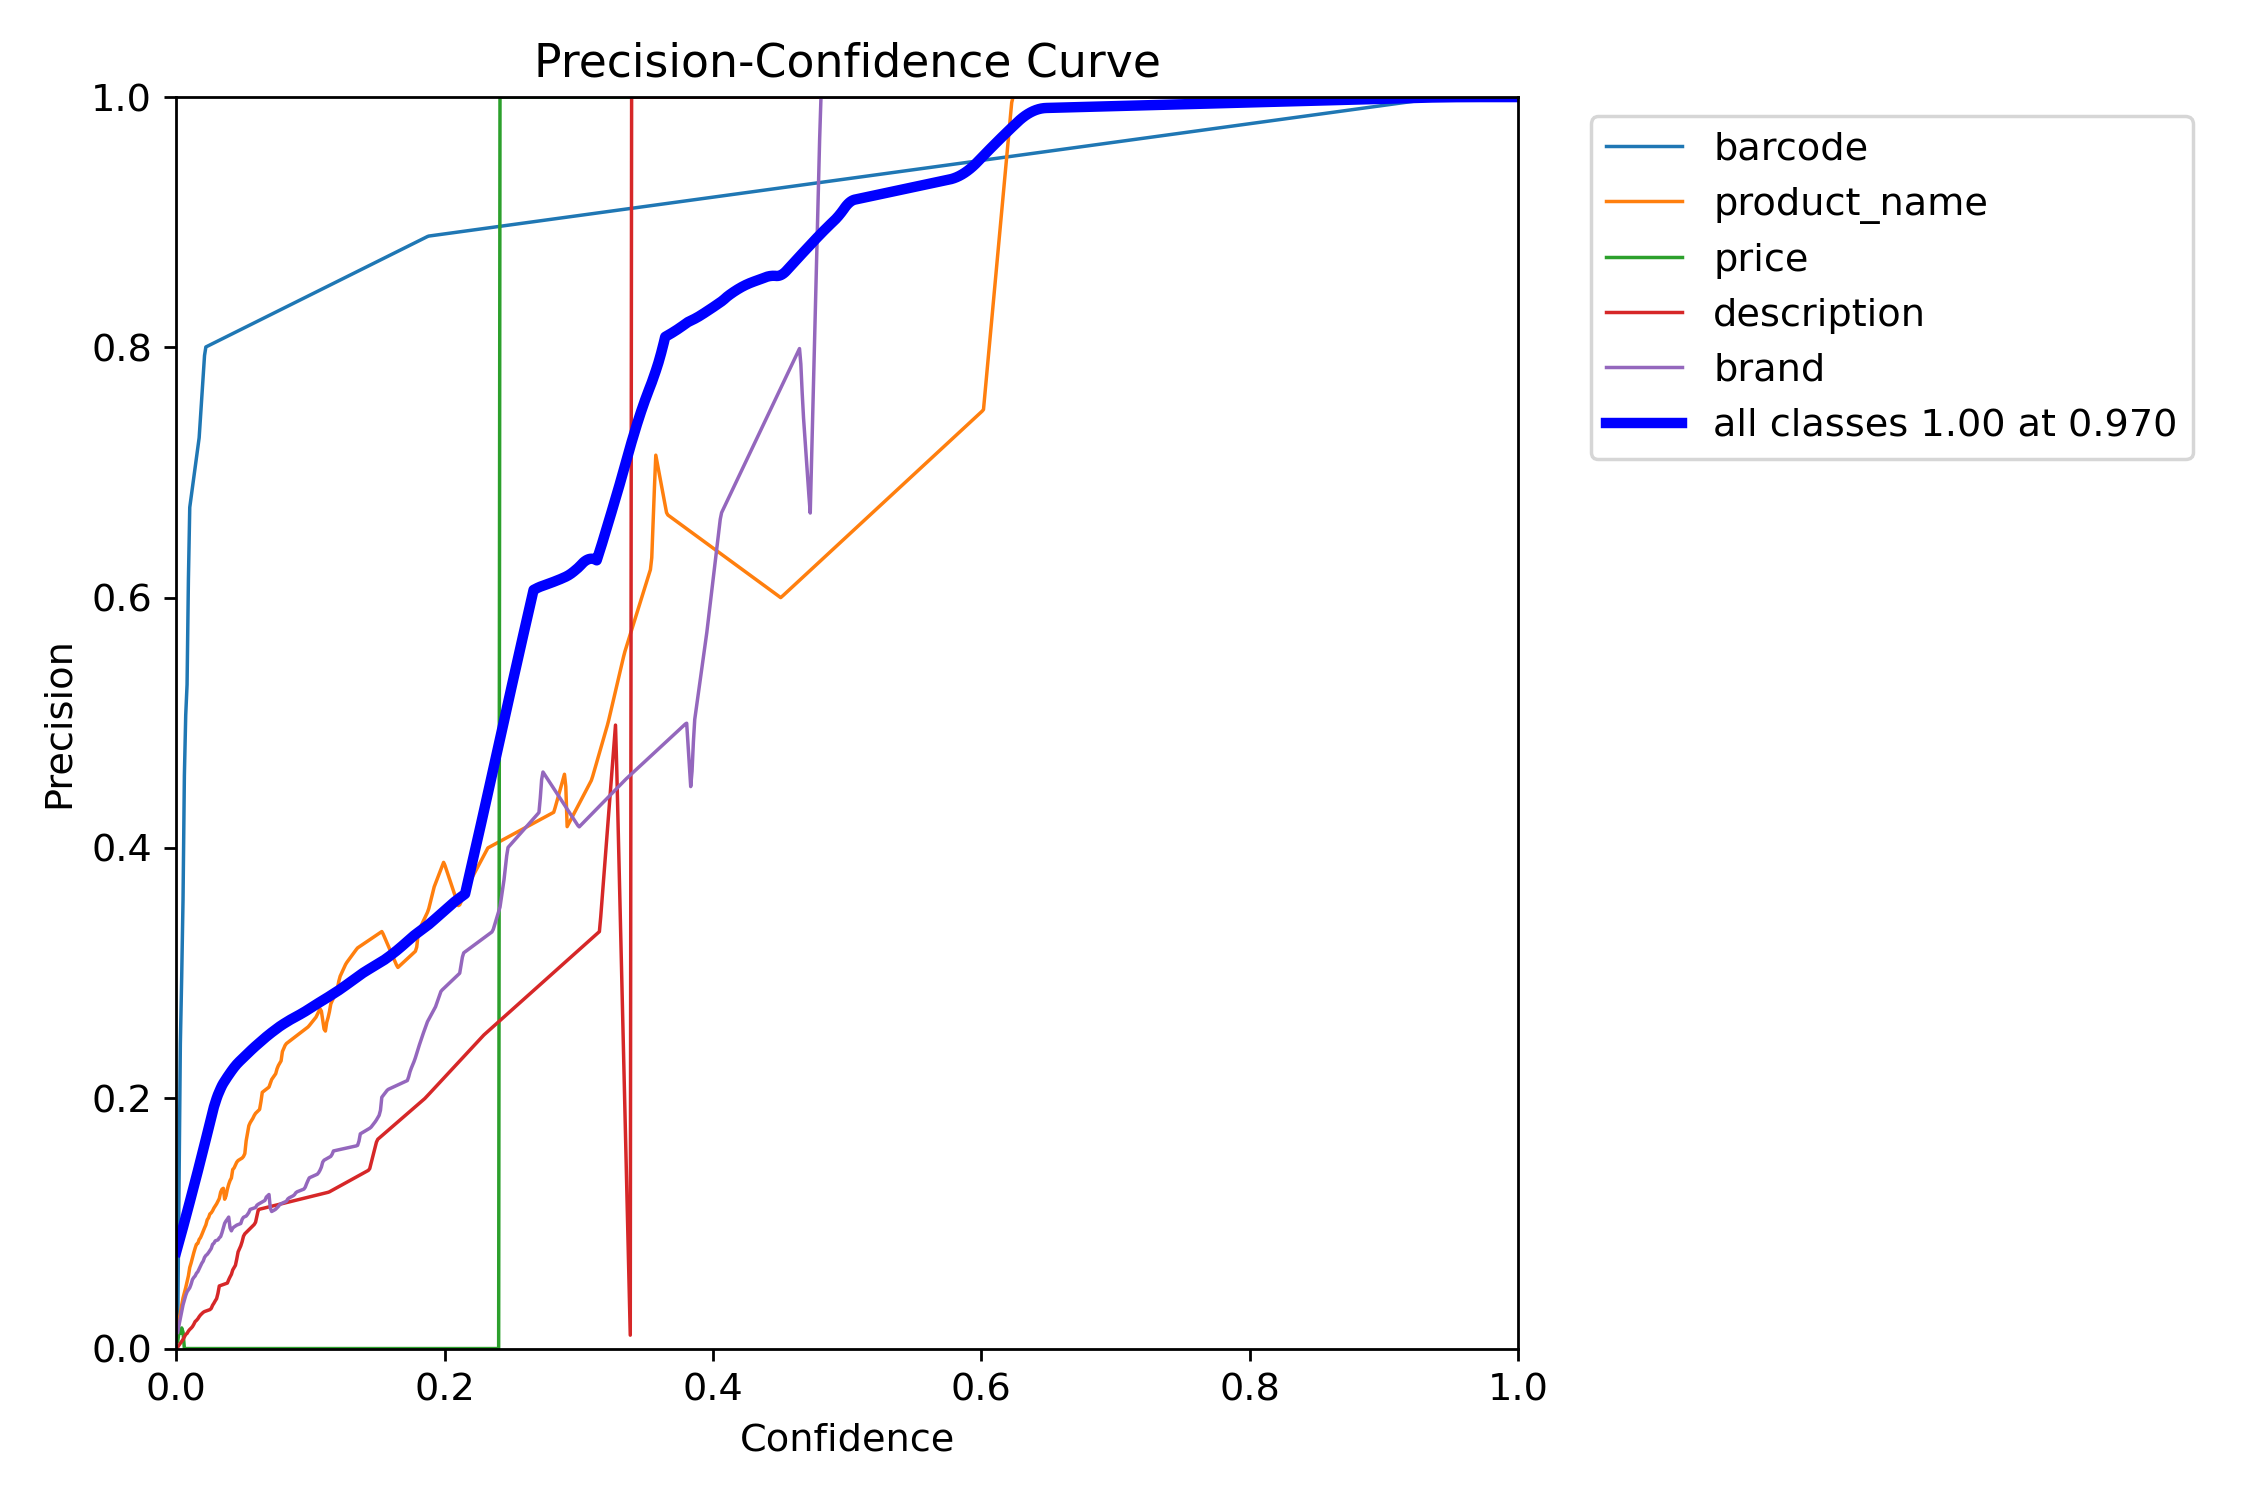 Precision-Confidence Curve
1.0
0.8
0.6
0.4
0.2
0.0
Precision
0.0 0.2 0.4 0.6 0.8 1.0
Confidence
barcode
product_name
price
description
brand
all classes 1.00 at 0.970